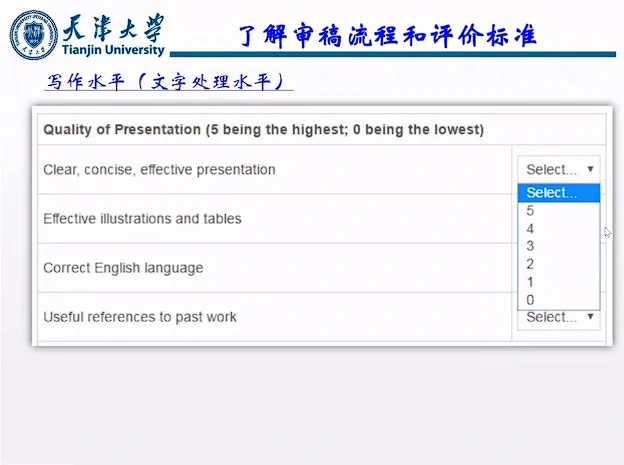 天津大学
Tianjin University
了解审稿流程和评价标准
写作水平（文字处理水平）
Quality of Presentation (5 being the highest; 0 being the lowest)
Clear, concise, effective presentation
Select...
Select...
5
Effective illustrations and tables
4
3
Correct English language
2
1
0
Useful references to past work
Select...